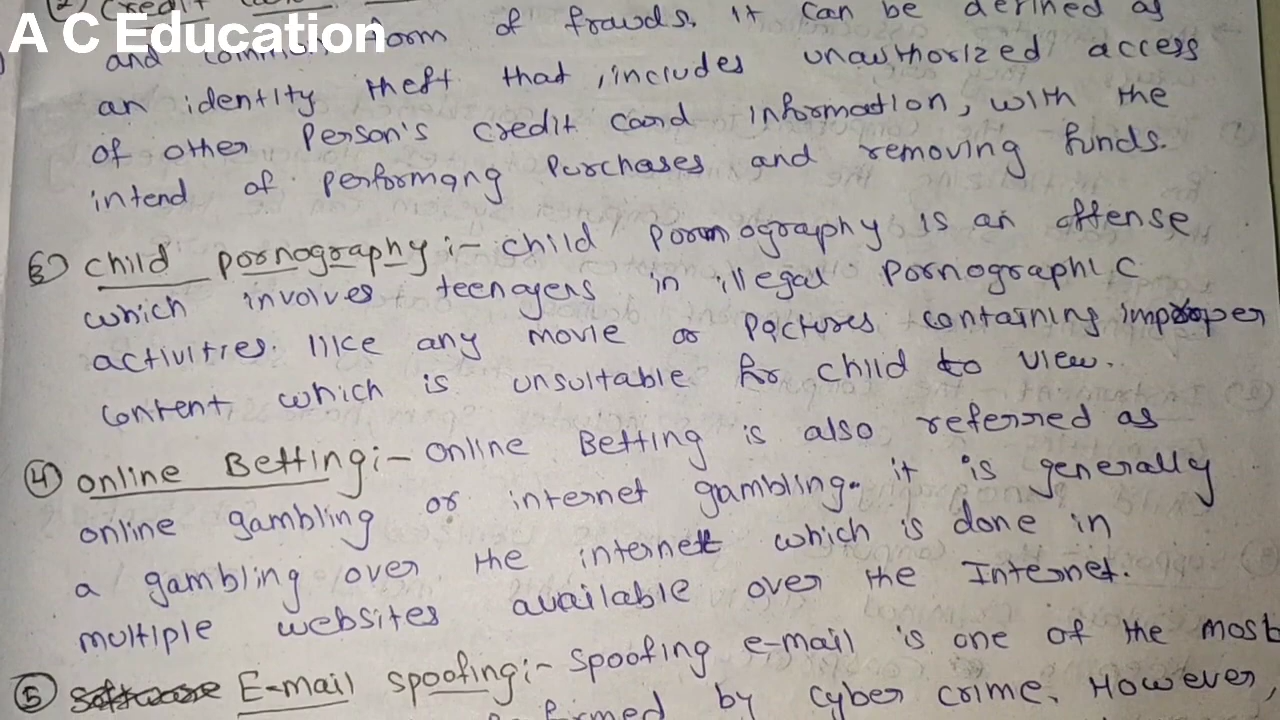 (2) Credit
A C Education
and common form of frauds. it can be defined as
an identity theft that, includes unauthorized access
of other Person's credit card information, with the
intend of performang Purchases and removing funds.
3) child pornography :- child Pornography is an offense
which involves teenagers in illegal Pornographic
activities. like any movie or Pactures containing improper
content which is unsuitable for child to view.
④ online Betting :- online Betting is also referred as
online gambling or internet gambling. it is generally
a gambling over the internet which is done in
multiple websites available over the Internet.
⑤ E-mail spoofing :- spoofing e-mail is one of the most
by cyber crime. However,